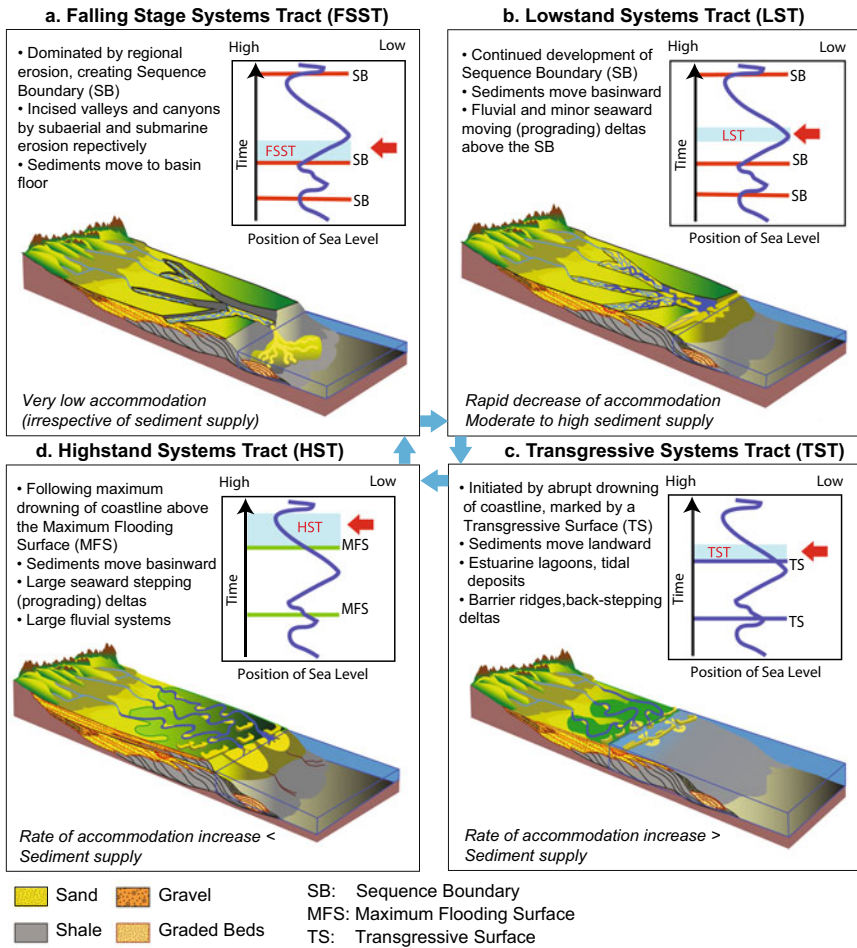 a. Falling Stage Systems Tract (FSST)
• Dominated by regional
erosion, creating Sequence
Boundary (SB)
• Incised valleys and canyons
by subaerial and submarine
erosion repectively
• Sediments move to basin
floor
High
Low
SB
FSST
SB
SB
Time
Position of Sea Level
Very low accommodation
(irrespective of sediment supply)
b. Lowstand Systems Tract (LST)
• Continued development of
Sequence Boundary (SB)
• Sediments move basinward
• Fluvial and minor seaward
moving (prograding) deltas
above the SB
High
Low
SB
LST
SB
SB
Time
Position of Sea Level
Rapid decrease of accommodation
Moderate to high sediment supply
d. Highstand Systems Tract (HST)
• Following maximum
drowning of coastline above
the Maximum Flooding
Surface (MFS)
• Sediments move basinward
• Large seaward stepping
(prograding) deltas
• Large fluvial systems
High
Low
HST
MFS
MFS
Time
Position of Sea Level
Rate of accommodation increase <
Sediment supply
c. Transgressive Systems Tract (TST)
• Initiated by abrupt drowning
of coastline, marked by a
Transgressive Surface (TS)
• Sediments move landward
• Estuarine lagoons, tidal
deposits
• Barrier ridges,back-stepping
deltas
High
Low
TST
TS
TS
Time
Position of Sea Level
Rate of accommodation increase >
Sediment supply
Sand
Gravel
Shale
Graded Beds
SB: Sequence Boundary
MFS: Maximum Flooding Surface
TS: Transgressive Surface